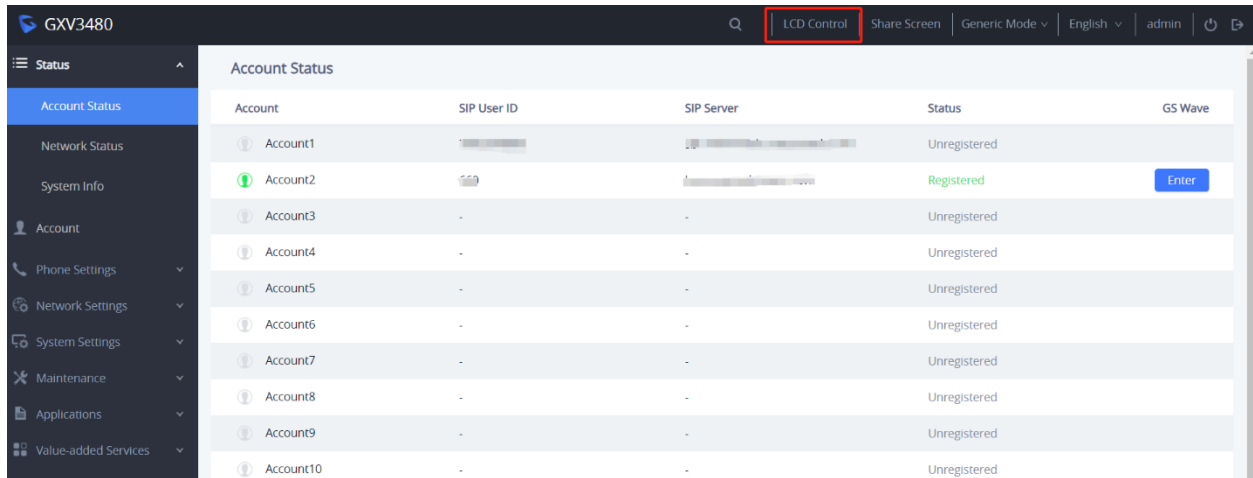 GXV3480 LCD Control Share Screen Generic Mode English admin
Status
Account Status
Network Status
System Info
Account
Phone Settings
Network Settings
System Settings
Maintenance
Applications
Value-added Services
Account Status
Account SIP User ID SIP Server Status GS Wave
Account1 Unregistered
Account2 Registered Enter
Account3 - - Unregistered
Account4 - - Unregistered
Account5 - - Unregistered
Account6 - - Unregistered
Account7 - - Unregistered
Account8 - - Unregistered
Account9 - - Unregistered
Account10 - - Unregistered